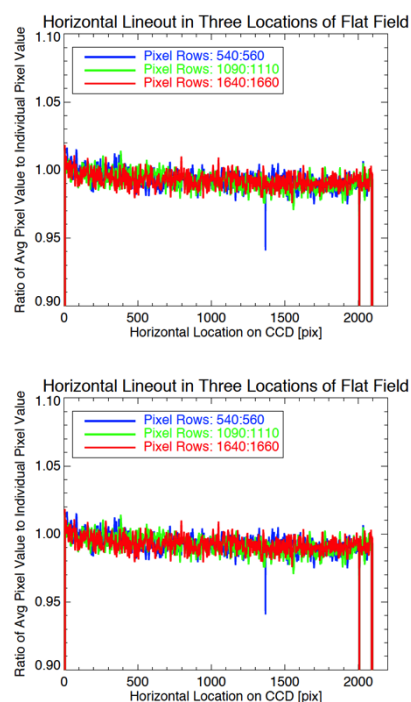 Horizontal Lineout in Three Locations of Flat Field
Ratio of Avg Pixel Value to Individual Pixel Value
1.10
1.05
1.00
0.95
0.90
Pixel Rows: 540:560
Pixel Rows: 1090:1110
Pixel Rows: 1640:1660
0 500 1000 1500 2000
Horizontal Location on CCD [pix]
Horizontal Lineout in Three Locations of Flat Field
Ratio of Avg Pixel Value to Individual Pixel Value
1.10
1.05
1.00
0.95
0.90
Pixel Rows: 540:560
Pixel Rows: 1090:1110
Pixel Rows: 1640:1660
0 500 1000 1500 2000
Horizontal Location on CCD [pix]